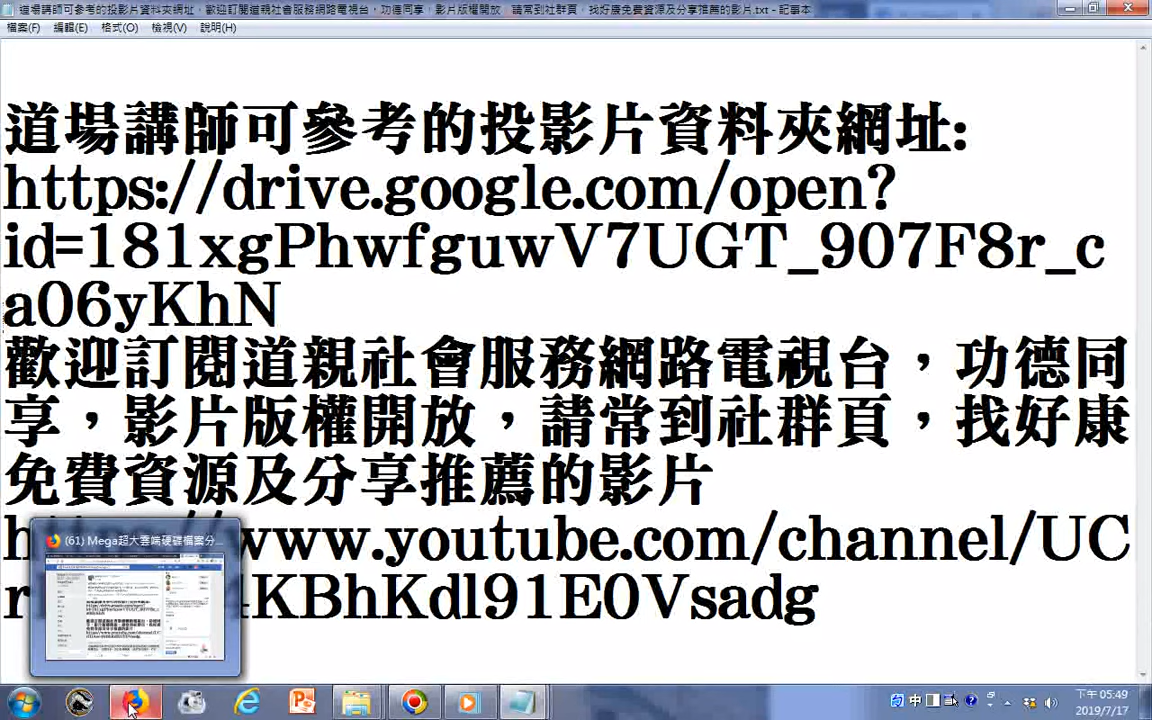 道場講師可參考的投影片資料夾網址，歡迎訂閱道親社會服務網路電視台，功德同享，影片版權開放，請常到社群頁，找好康免費資源及分享推薦的影片.txt - 記事本
檔案(F) 編輯(E) 格式(O) 檢視(V) 說明(H)
道場講師可參考的投影片資料夾網址:
https://drive.google.com/open?
id=181xgPhwfguwV7UGT_907F8r_c
a06yKhN
歡迎訂閱道親社會服務網路電視台，功德同
享，影片版權開放，請常到社群頁，找好康
免費資源及分享推薦的影片
www.youtube.com/channel/UC
KBhKdl91E0Vsadg
(61) Mega超大雲端硬碟檔案分...
中
下午 05:49
2019/7/17